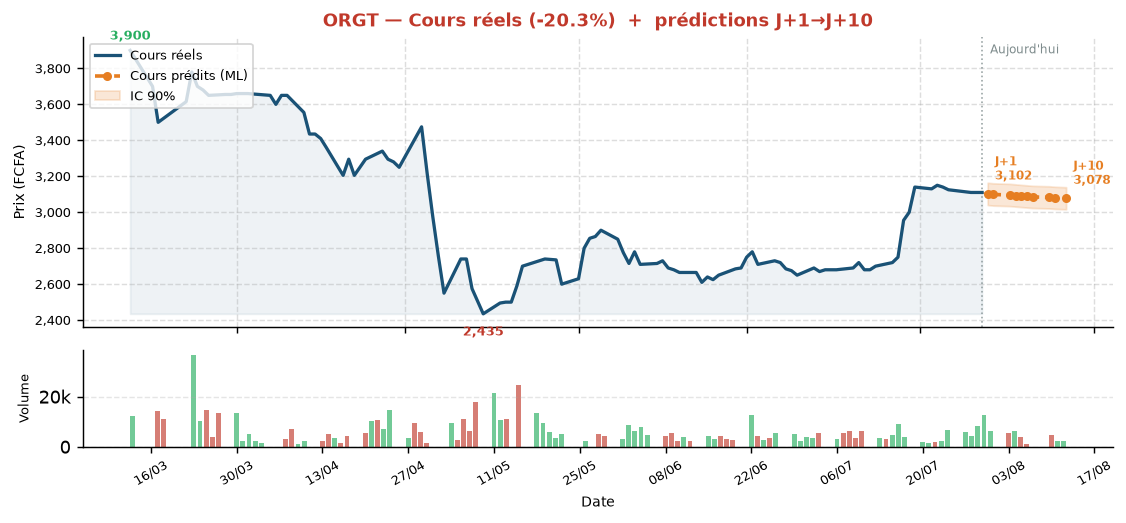 ORGT — Cours réels (-20.3%) + prédictions J+1→J+10
3,900
Cours réels
Cours prédits (ML)
IC 90%
Aujourd'hui
J+1
3,102
J+10
3,078
2,435
Prix (FCFA)
3,800
3,600
3,400
3,200
3,000
2,800
2,600
2,400
Volume
20k
0
16/03
30/03
13/04
27/04
11/05
25/05
08/06
22/06
06/07
20/07
03/08
17/08
Date